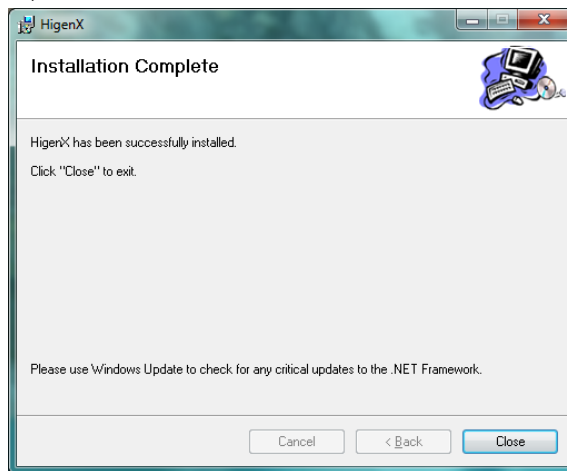 HigenX
Installation Complete
HigenX has been successfully installed.
Click "Close" to exit.
Please use Windows Update to check for any critical updates to the .NET Framework.
Cancel
< Back
Close